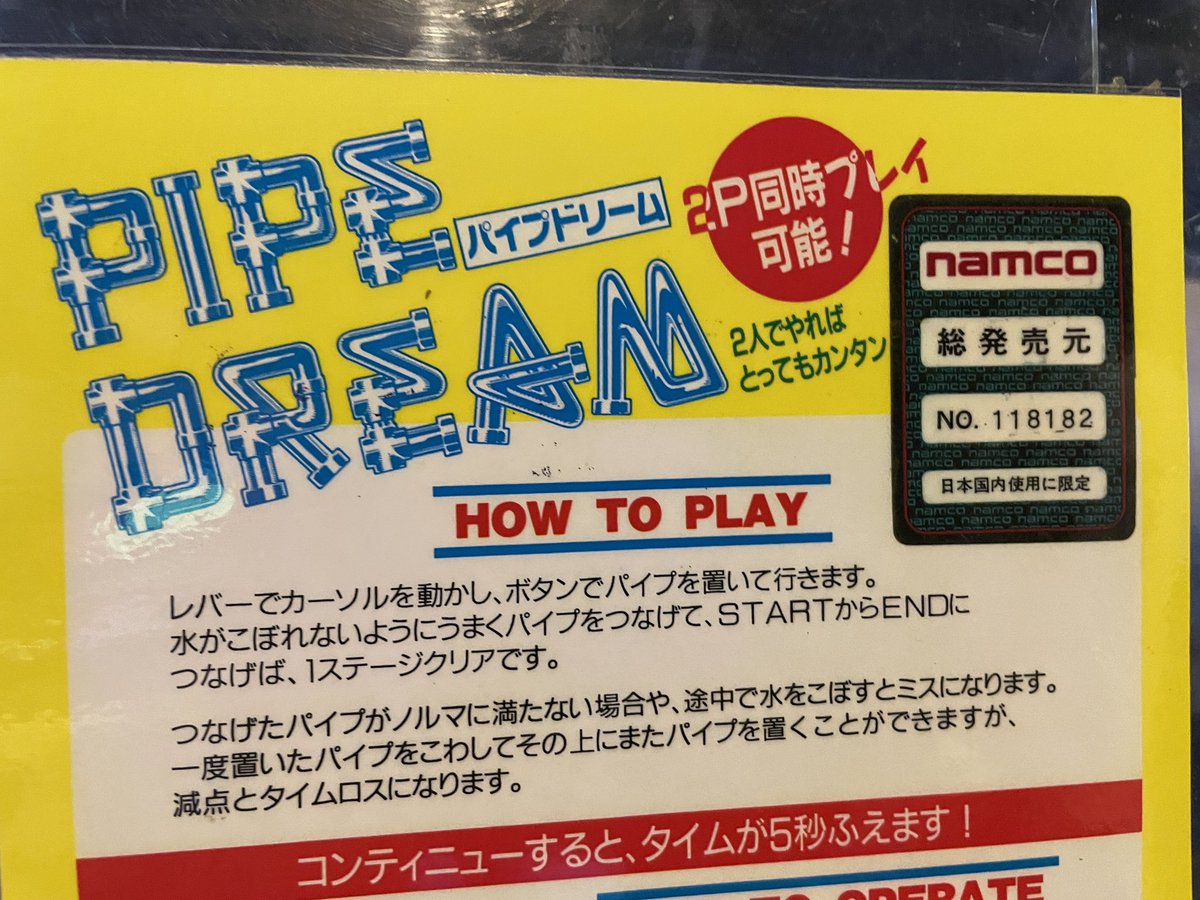 PIPE
DREAM
パイプドリーム
2P同時プレイ
可能!
2人でやれば
とってもカンタン
namco
総発売元
NO. 118182
日本国内使用に限定
HOW TO PLAY
レバーでカーソルを動かし、ボタンでパイプを置いて行きます。
水がこぼれないようにうまくパイプをつなげて、STARTからENDに
つなげば、1ステージクリアです。
つなげたパイプがノルマに満たない場合や、途中で水をこぼすとミスになります。
一度置いたパイプをこわしてその上にまたパイプを置くことができますが、
減点とタイムロスになります。
コンティニューすると、タイムが5秒ふえます!
TO OPERATE